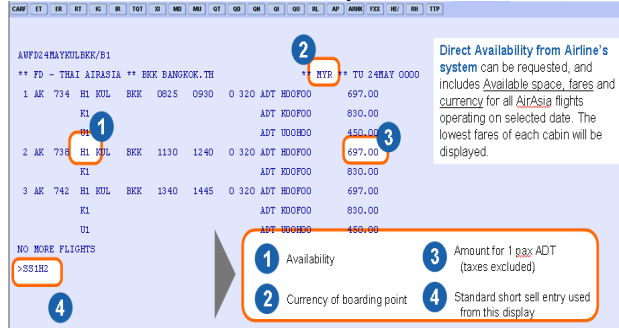 CARF ET ER RT IG IR TQT XI MD MU QT QD QN QI QU RL AP ARNK FXX HE/ RH TTP
AWFD24MAYKULBKK/B1
** FD - THAI AIRASIA ** BKK BANGKOK.TH ** MYR ** TU 24MAY 0000
1 AK 734 H1 KUL BKK 0825 0930 0 320 ADT HOOFOO 697.00
K1 ADT KOOFOO 830.00
U1 ADT UOOHOO 450.00
2 AK 738 H1 KUL BKK 1130 1240 0 320 ADT HOOFOO 697.00
K1 ADT KOOFOO 830.00
3 AK 742 H1 KUL BKK 1340 1445 0 320 ADT HOOFOO 697.00
K1 ADT KOOFOO 830.00
U1 ADT UOOHOO 450.00
NO MORE FLIGHTS
>SS1H2
1
2
3
4
Direct Availability from Airline's
system can be requested, and
includes Available space, fares and
currency for all AirAsia flights
operating on selected date. The
lowest fares of each cabin will be
displayed.
1 Availability
2 Currency of boarding point
3 Amount for 1 pax ADT
(taxes excluded)
4 Standard short sell entry used
from this display